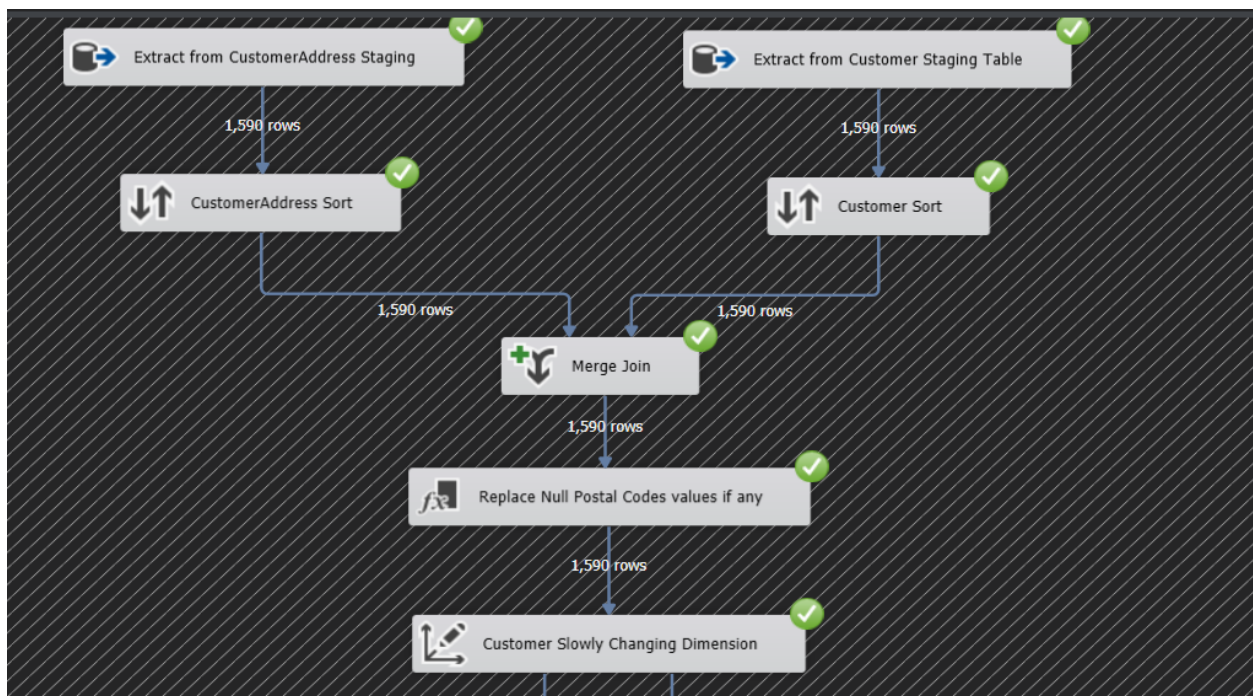 Extract from CustomerAddress Staging
Extract from Customer Staging Table
1,590 rows
1,590 rows
CustomerAddress Sort
Customer Sort
1,590 rows
1,590 rows
Merge Join
1,590 rows
Replace Null Postal Codes values if any
1,590 rows
Customer Slowly Changing Dimension